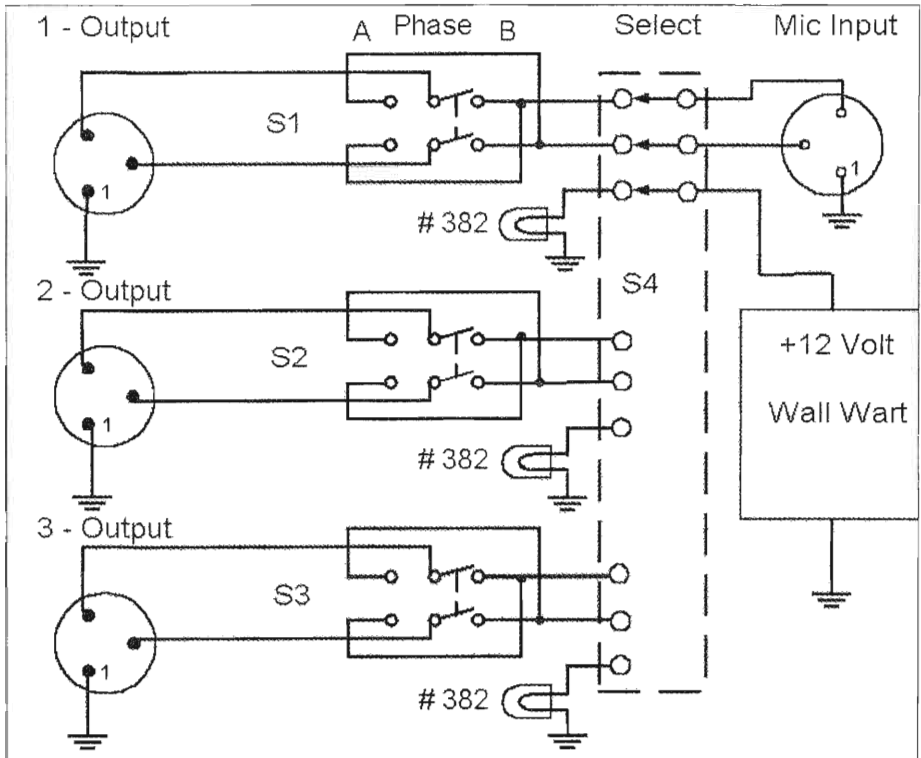 1 - Output
A Phase B
Select
Mic Input
S1
1
1
# 382
2 - Output
S4
+12 Volt
Wall Wart
S2
1
# 382
3 - Output
S3
1
# 382